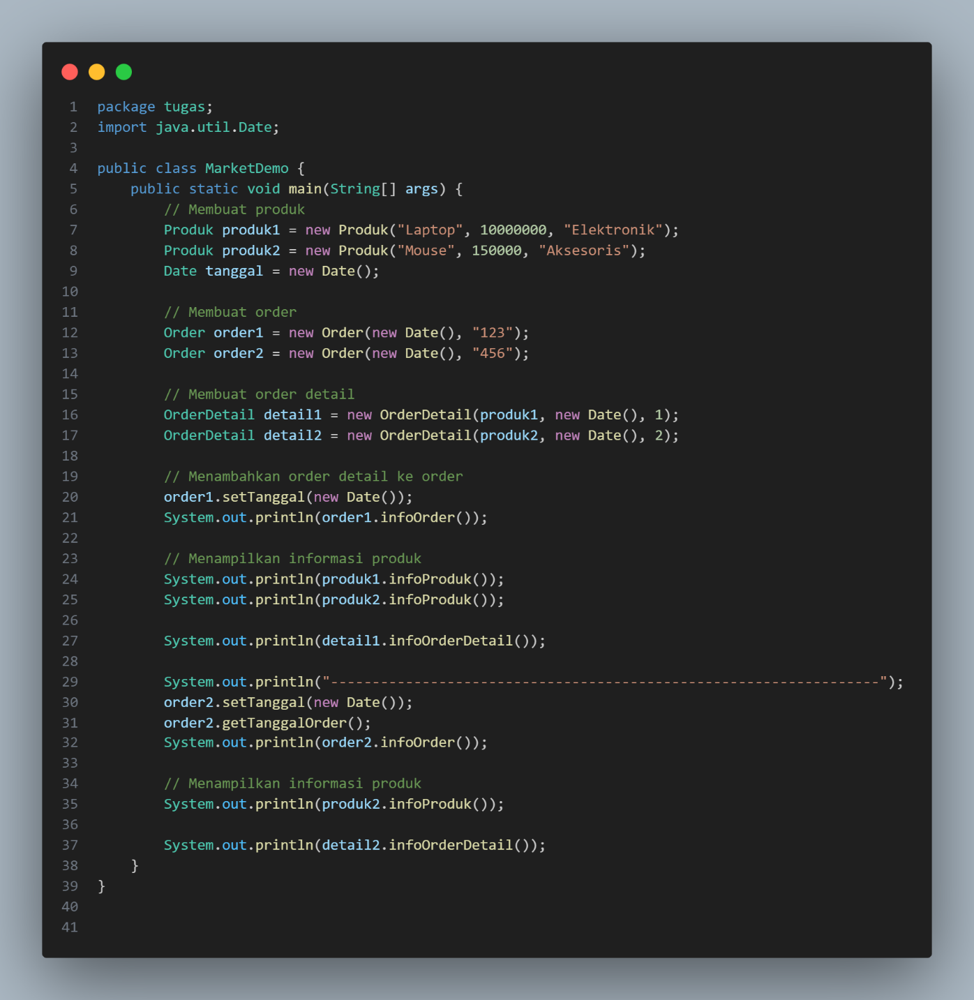 1 package tugas;
2 import java.util.Date;
3
4 public class MarketDemo {
5     public static void main(String[] args) {
6         // Membuat produk
7         Produk produk1 = new Produk("Laptop", 10000000, "Elektronik");
8         Produk produk2 = new Produk("Mouse", 150000, "Aksesoris");
9         Date tanggal = new Date();
10
11         // Membuat order
12         Order order1 = new Order(new Date(), "123");
13         Order order2 = new Order(new Date(), "456");
14
15         // Membuat order detail
16         OrderDetail detail1 = new OrderDetail(produk1, new Date(), 1);
17         OrderDetail detail2 = new OrderDetail(produk2, new Date(), 2);
18
19         // Menambahkan order detail ke order
20         order1.setTanggal(new Date());
21         System.out.println(order1.infoOrder());
22
23         // Menampilkan informasi produk
24         System.out.println(produk1.infoProduk());
25         System.out.println(produk2.infoProduk());
26
27         System.out.println(detail1.infoOrderDetail());
28
29         System.out.println("------------------------------------------------------------------");
30         order2.setTanggal(new Date());
31         order2.getTanggalOrder();
32         System.out.println(order2.infoOrder());
33
34         // Menampilkan informasi produk
35         System.out.println(produk2.infoProduk());
36
37         System.out.println(detail2.infoOrderDetail());
38     }
39 }
40
41